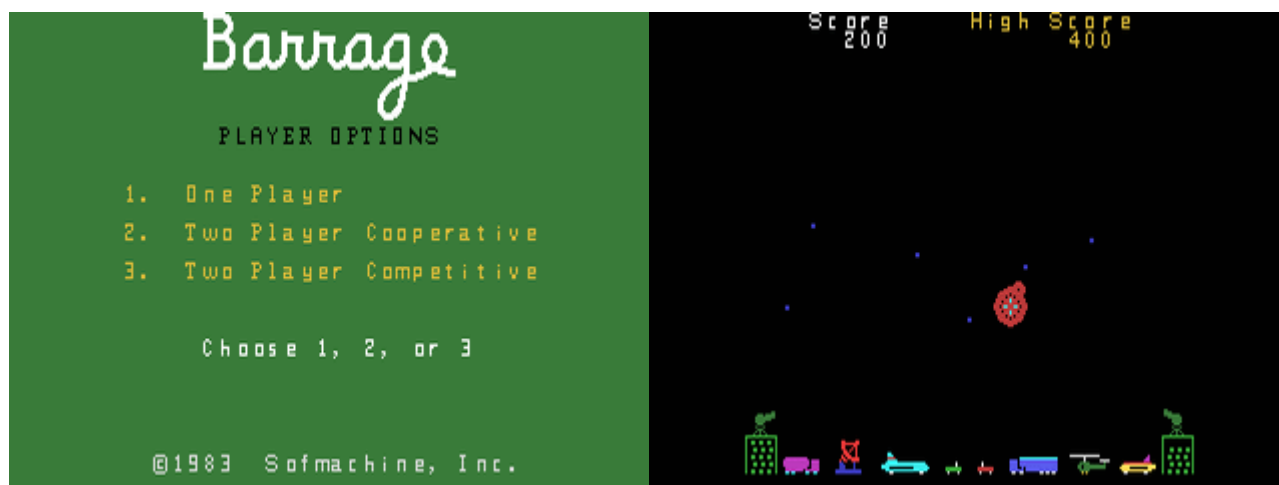 Barrage
PLAYER OPTIONS
1. One Player
2. Two Player Cooperative
3. Two Player Competitive
Choose 1, 2, or 3
©1983 Sofmachine, Inc.
Score High Score
200 400